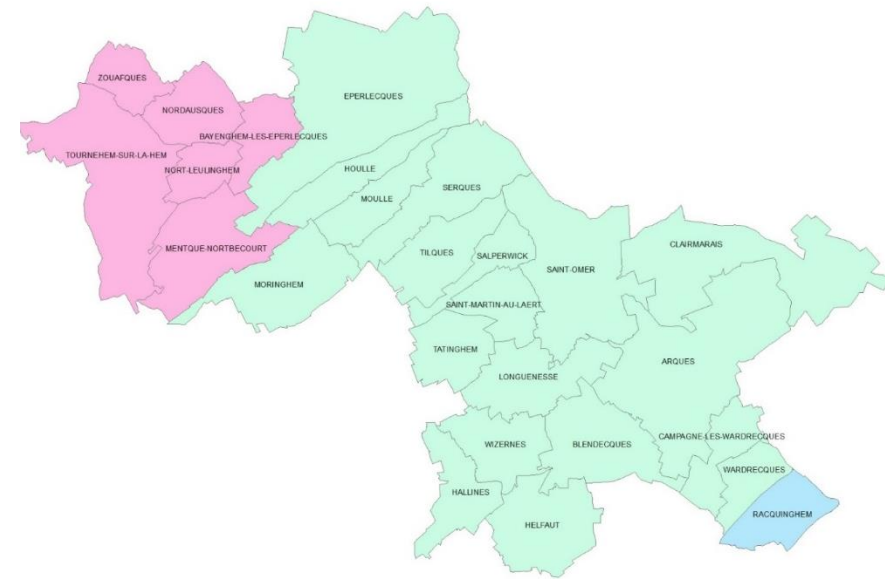 ZOUAFQUES
EPERLECQUES
NORDAUSQUES
BAYENGHEM-LES-EPERLECQUES
TOURNEHEM-SUR-LA-HEM
NORT-LEULINGHEM
HOULLE
MOULLE
SERQUES
MENTQUE-NORTBECOURT
CLAIRMARAIS
TILQUES
SALPERWICK
SAINT-OMER
MORINGHEM
SAINT-MARTIN-AU-LAERT
TATINGHEM
ARQUES
LONGUENESSE
CAMPAGNE-LES-WARDRECQUES
WIZERNES
BLENDECQUES
WARDRECQUES
HALLINES
RACQUINGHEM
HELFAUT